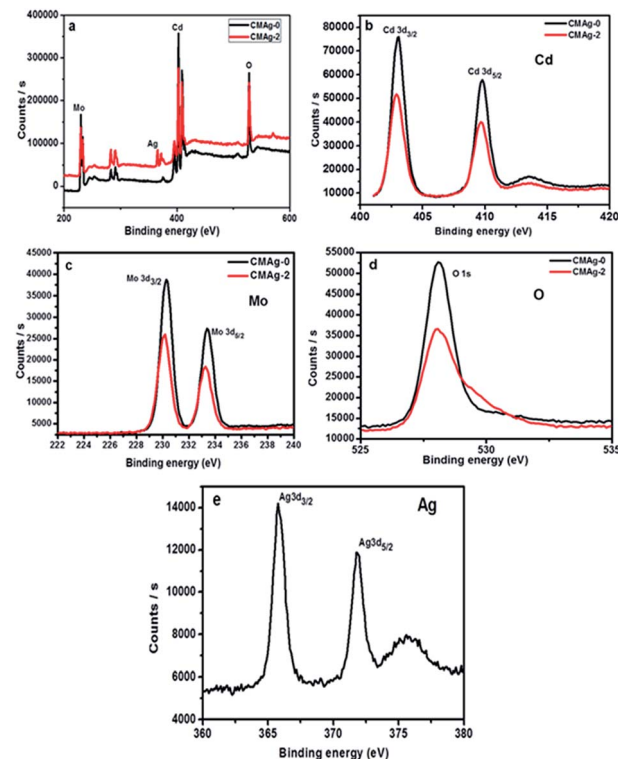 a
CMAg-0
CMAg-2
Mo
Ag
Cd
O
400000
300000
200000
100000
0
200 300 400 500 600
Counts / s
Binding energy (eV)
b
CMAg-0
CMAg-2
Cd 3d3/2
Cd 3d5/2
Cd
80000
70000
60000
50000
40000
30000
20000
10000
400 405 410 415 420
Counts / s
Binding energy (eV)
c
CMAg-0
CMAg-2
Mo 3d3/2
Mo 3d5/2
Mo
45000
40000
35000
30000
25000
20000
15000
10000
5000
222 224 226 228 230 232 234 236 238 240
Counts / s
Binding energy (eV)
d
CMAg-0
CMAg-2
O 1s
O
55000
50000
45000
40000
35000
30000
25000
20000
15000
10000
525 530 535
Counts / s
Binding energy (eV)
e
Ag3d3/2
Ag3d5/2
Ag
14000
12000
10000
8000
6000
4000
360 365 370 375 380
Counts / s
Binding energy (eV)